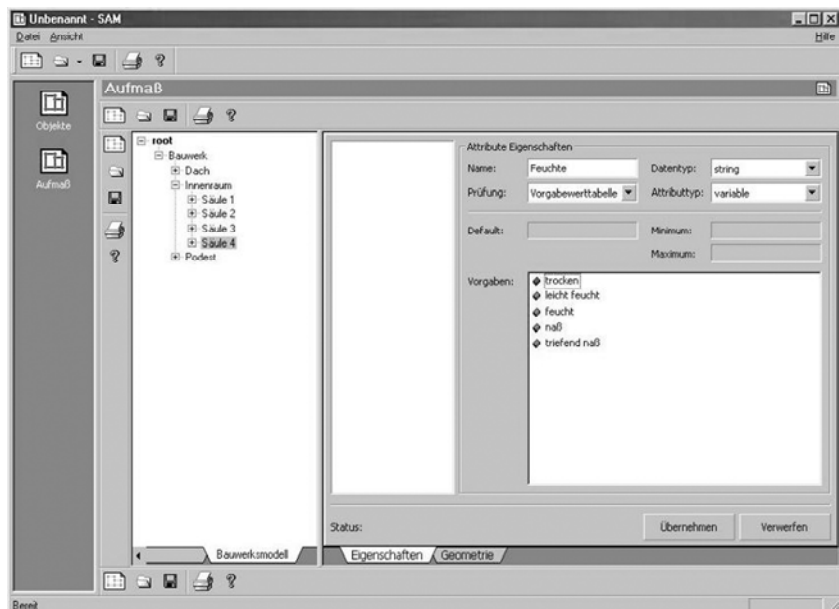 Unbenannt - SAM
Datei Ansicht Hilfe
Aufmaß
Objekte
Aufmaß
root
Bauwerk
Dach
Innenraum
Säule 1
Säule 2
Säule 3
Säule 4
Podest
Bauwerksmodell
Attribute Eigenschaften
Name: Feuchte Datentyp: string
Prüfung: Vorgabewerttabelle Attributtyp: variable
Default: Minimum:
Maximum:
Vorgaben: trocken
leicht feucht
feucht
naß
triefend naß
Status: Übernehmen Verwerfen
Eigenschaften Geometrie
Bereit